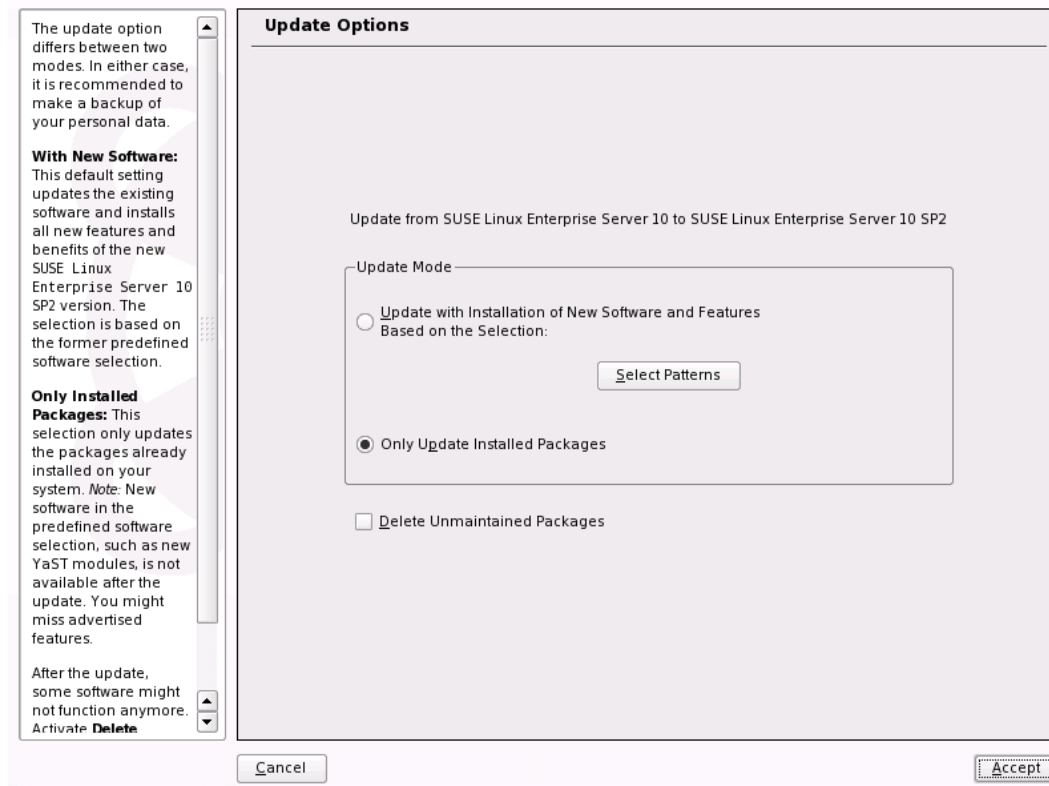 The update option
differs between two
modes. In either case,
it is recommended to
make a backup of
your personal data.
With New Software:
This default setting
updates the existing
software and installs
all new features and
benefits of the new
SUSE Linux
Enterprise Server 10
SP2 version. The
selection is based on
the former predefined
software selection.
Only Installed
Packages: This
selection only updates
the packages already
installed on your
system. Note: New
software in the
predefined software
selection, such as new
YaST modules, is not
available after the
update. You might
miss advertised
features.
After the update,
some software might
not function anymore.
Activate Delete
Update Options
Update from SUSE Linux Enterprise Server 10 to SUSE Linux Enterprise Server 10 SP2
Update Mode
Update with Installation of New Software and Features
Based on the Selection:
Select Patterns
Only Update Installed Packages
Delete Unmaintained Packages
Cancel
Accept